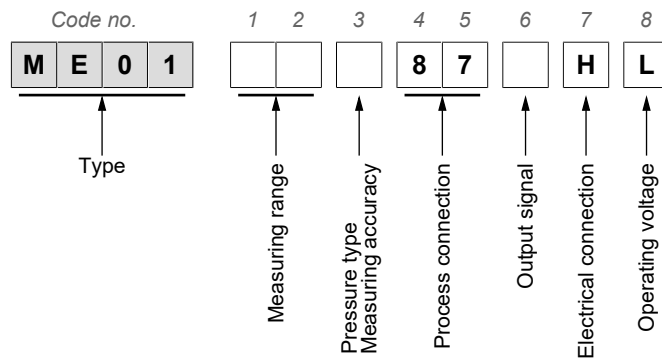 Code no. 1 2 3 4 5 6 7 8
M E 0 1 8 7 H L
Type
Measuring range
Pressure type
Measuring accuracy
Process connection
Output signal
Electrical connection
Operating voltage